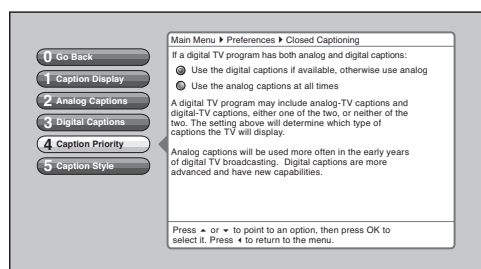 0 Go Back
1 Caption Display
2 Analog Captions
3 Digital Captions
4 Caption Priority
5 Caption Style
Main Menu ▶ Preferences ▶ Closed Captioning
If a digital TV program has both analog and digital captions:
Use the digital captions if available, otherwise use analog
Use the analog captions at all times
A digital TV program may include analog-TV captions and
digital-TV captions, either one of the two, or neither of the
two. The setting above will determine which type of
captions the TV will display.
Analog captions will be used more often in the early years
of digital TV broadcasting. Digital captions are more
advanced and have new capabilities.
Press ▲ or ▼ to point to an option, then press OK to
select it. Press ◀ to return to the menu.